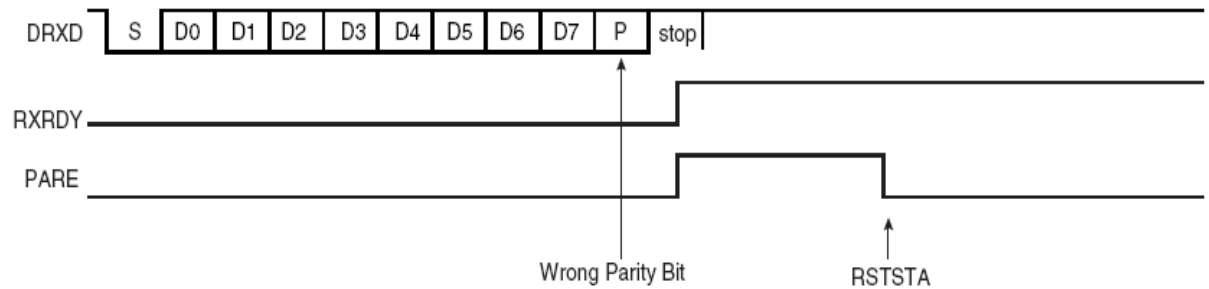 DRXD S D0 D1 D2 D3 D4 D5 D6 D7 P stop
RXRDY
PARE
Wrong Parity Bit RSTSTA